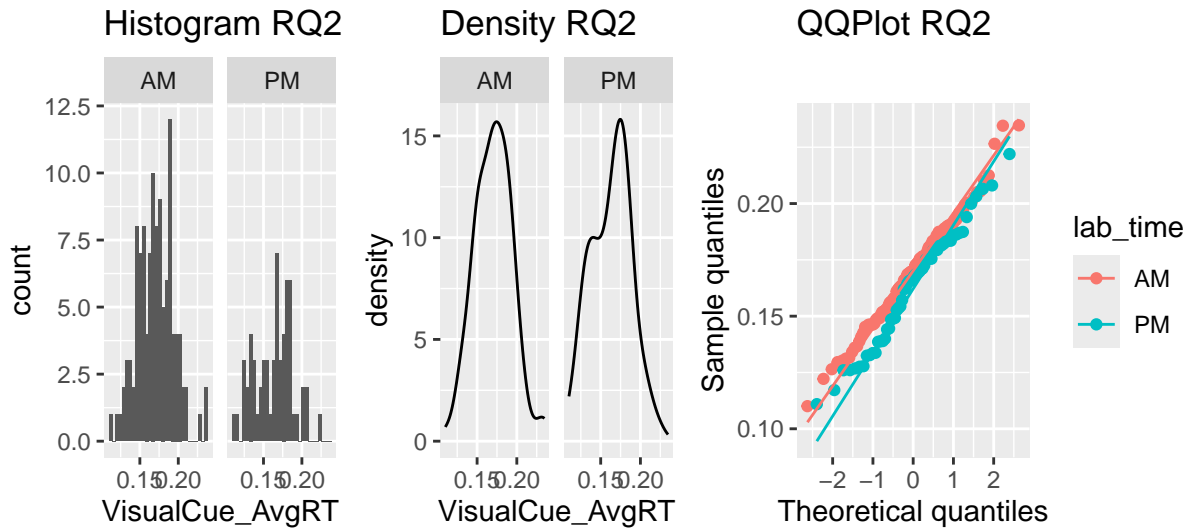 Histogram RQ2
AM PM
12.5
10.0
7.5
5.0
2.5
0.0
count
0.15 0.20 0.15 0.20
VisualCue_AvgRT
Density RQ2
AM PM
15
10
5
0
density
0.15 0.20 0.15 0.20
VisualCue_AvgRT
QQPlot RQ2
0.20
0.15
0.10
Sample quantiles
−2 −1 0 1 2
Theoretical quantiles
lab_time
AM
PM